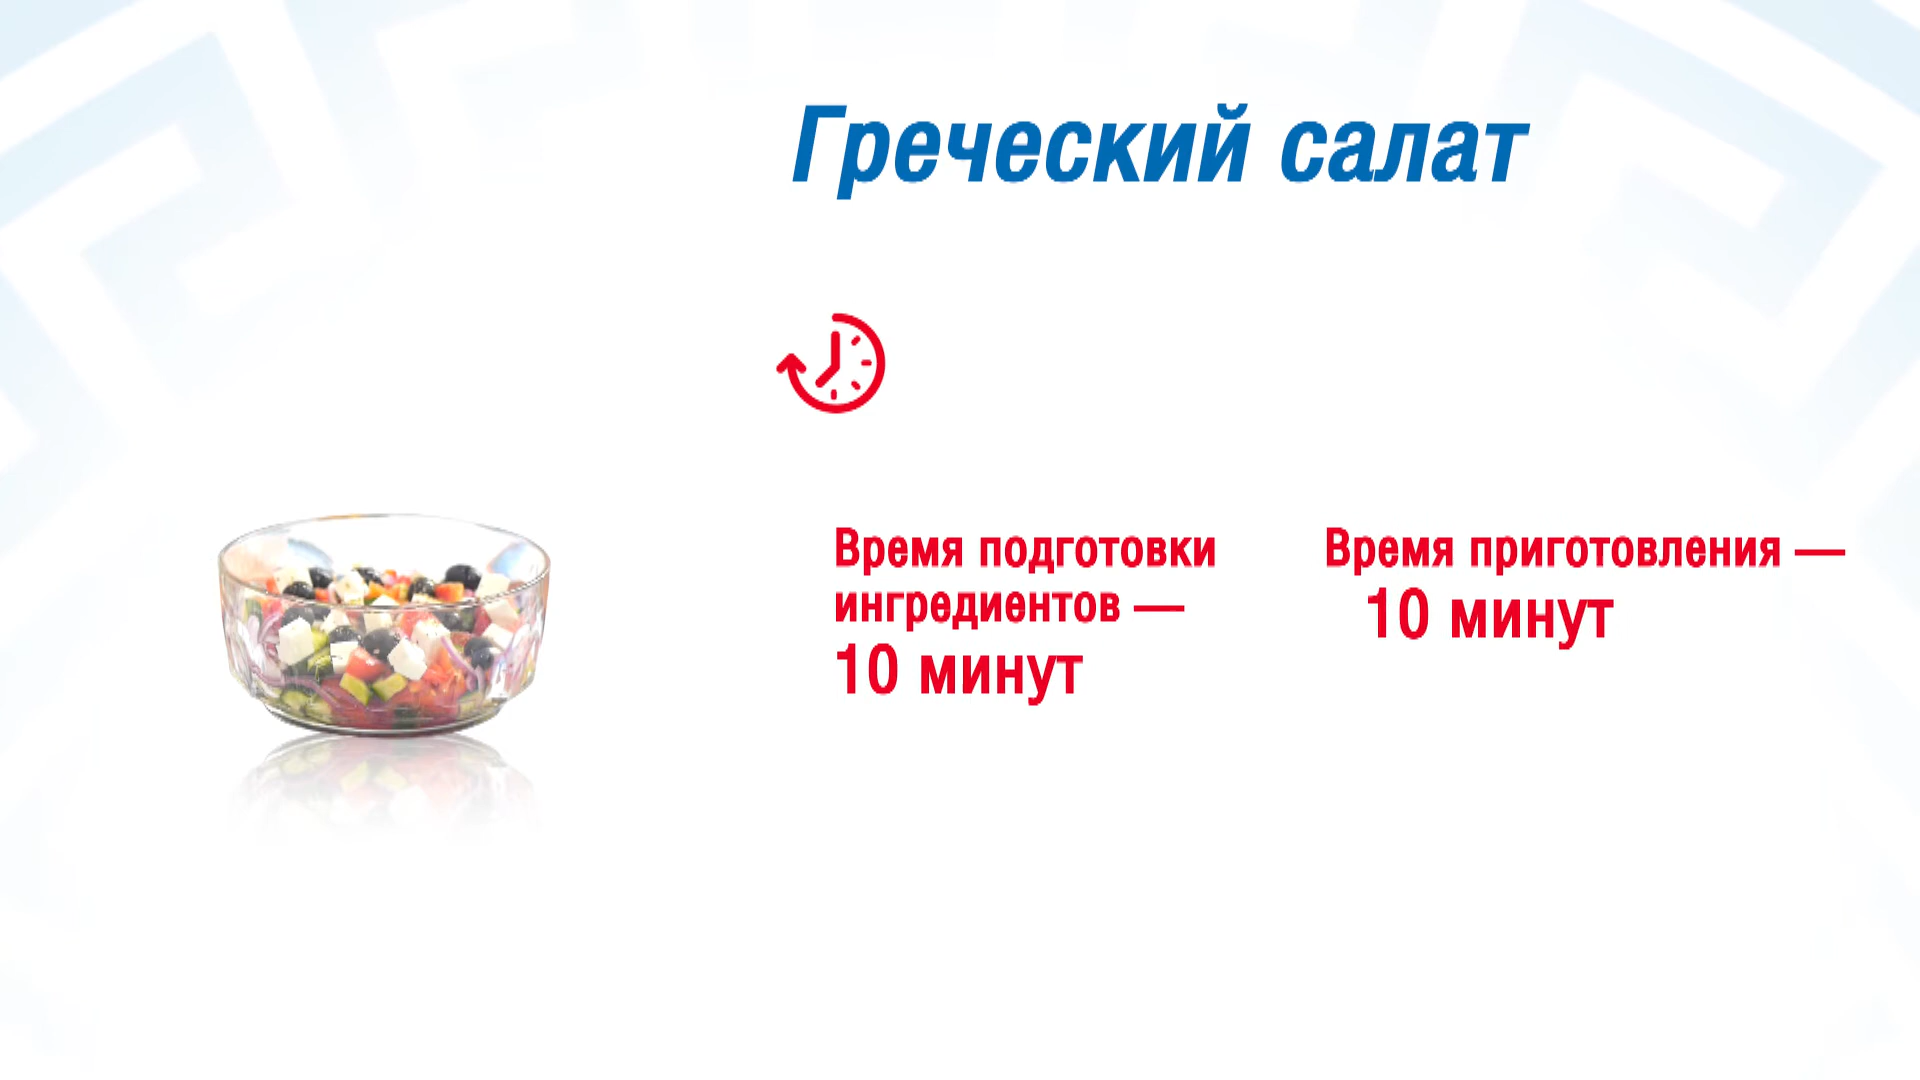 Греческий салат
Время подготовки
ингредиентов —
10 минут
Время приготовления —
10 минут